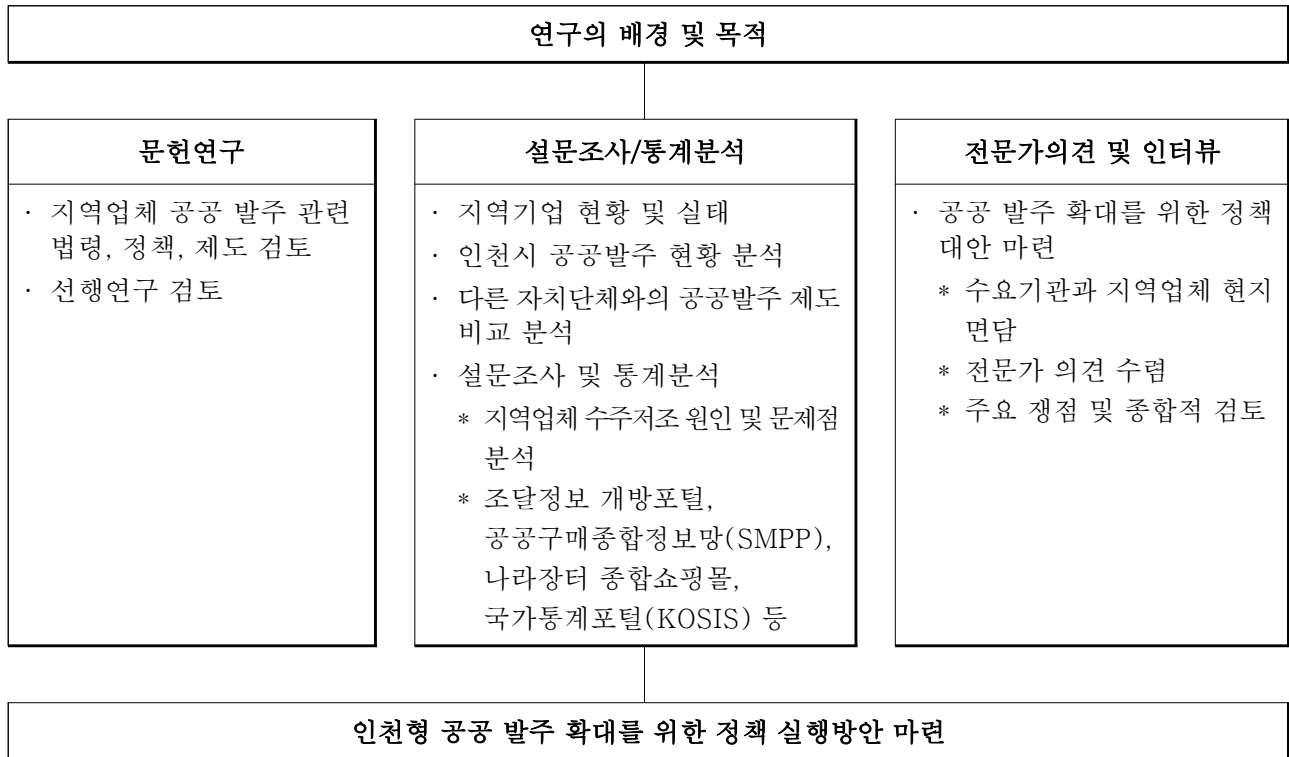 연구의 배경 및 목적
문헌연구
· 지역업체 공공 발주 관련
법령, 정책, 제도 검토
· 선행연구 검토
설문조사/통계분석
· 지역기업 현황 및 실태
· 인천시 공공발주 현황 분석
· 다른 자치단체와의 공공발주 제도
비교 분석
· 설문조사 및 통계분석
* 지역업체 수주저조 원인 및 문제점
분석
* 조달정보 개방포털,
공공구매종합정보망(SMPP),
나라장터 종합쇼핑몰,
국가통계포털(KOSIS) 등
전문가의견 및 인터뷰
· 공공 발주 확대를 위한 정책
대안 마련
* 수요기관과 지역업체 현지
면담
* 전문가 의견 수렴
* 주요 쟁점 및 종합적 검토
인천형 공공 발주 확대를 위한 정책 실행방안 마련